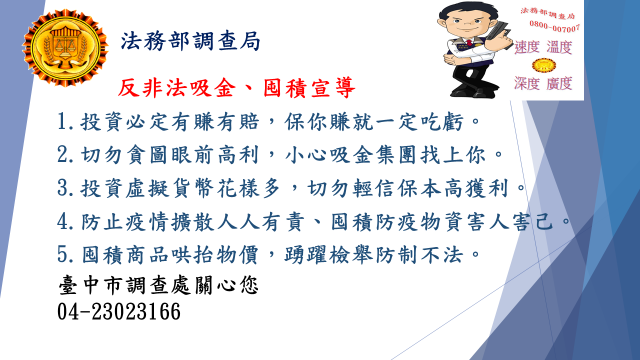 法務部調查局
法務部調查局
0800-007007
速度 溫度
深度 廣度
反非法吸金、囤積宣導
1.投資必定有賺有賠，保你賺就一定吃虧。
2.切勿貪圖眼前高利，小心吸金集團找上你。
3.投資虛擬貨幣花樣多，切勿輕信保本高獲利。
4.防止疫情擴散人人有責、囤積防疫物資害人害己。
5.囤積商品哄抬物價，踴躍檢舉防制不法。
臺中市調查處關心您
04-23023166